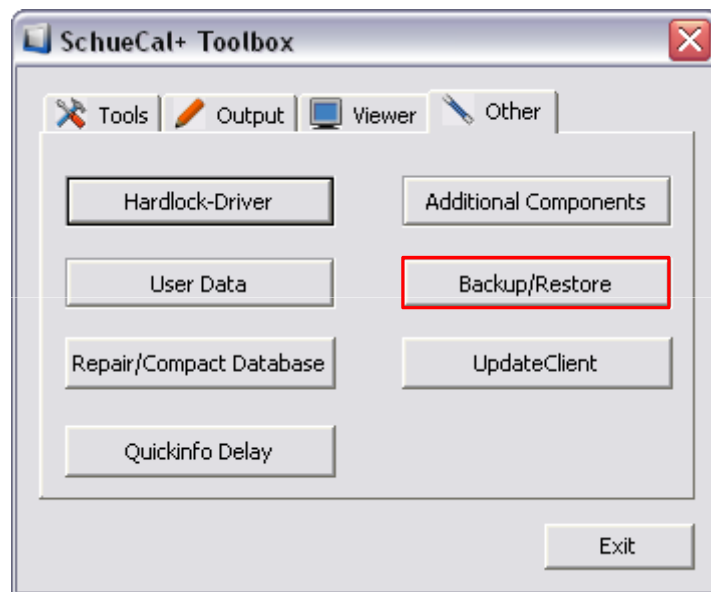 SchueCal+ Toolbox
Tools Output Viewer Other
Hardlock-Driver Additional Components
User Data Backup/Restore
Repair/Compact Database UpdateClient
Quickinfo Delay
Exit